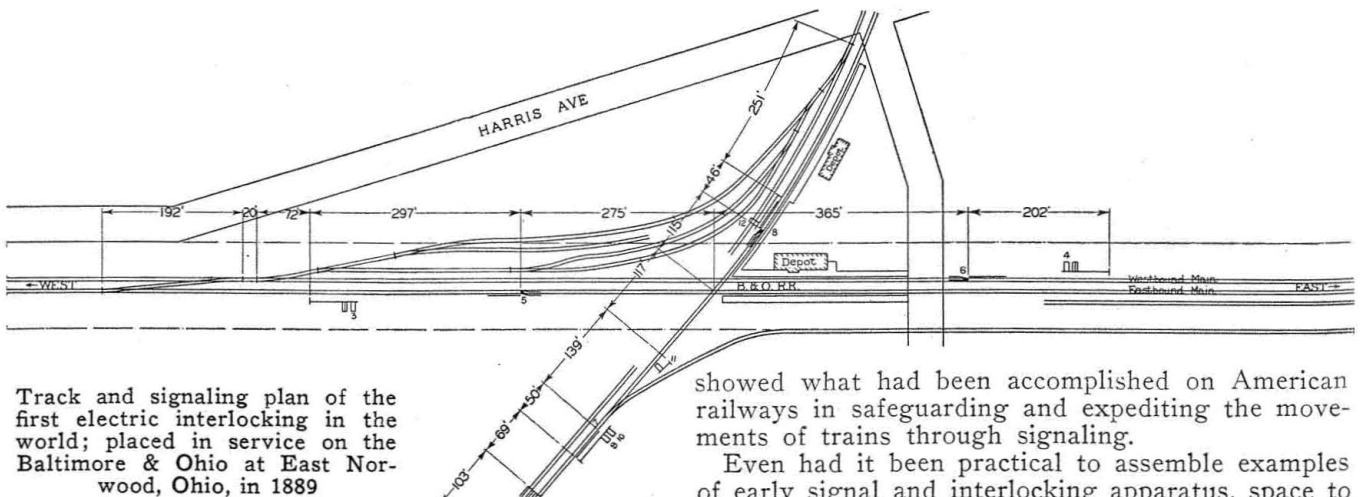 HARRIS AVE
251'
46'
Depot
192'
20'
72'
297'
275'
115'
12
8
365'
202'
117'
Depot
4
6
←WEST
B. & O. R.R.
Westbound Main.
Eastbound Main.
EAST→
3
5
139'
11
50'
69'
8 10
103'
Track and signaling plan of the
first electric interlocking in the
world; placed in service on the
Baltimore & Ohio at East Nor-
wood, Ohio, in 1889
showed what had been accomplished on American
railways in safeguarding and expediting the move-
ments of trains through signaling.
Even had it been practical to assemble examples
of early signal and interlocking apparatus, space to